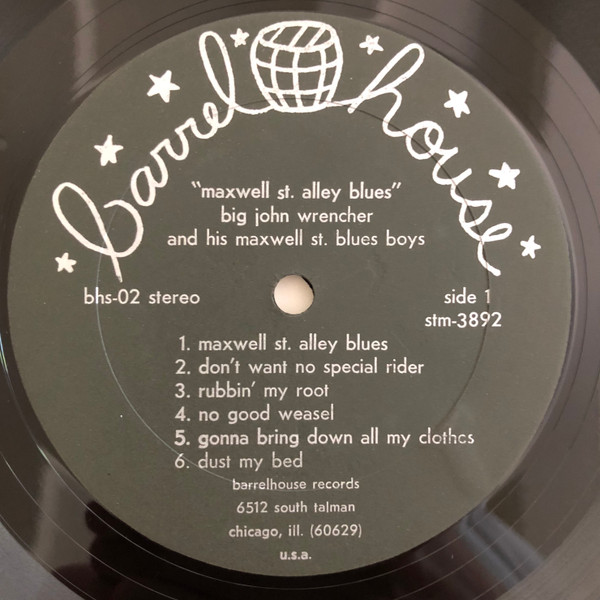 barrel house
"maxwell st. alley blues"
big john wrencher
and his maxwell st. blues boys
bhs-02 stereo
side 1
stm-3892
1. maxwell st. alley blues
2. don't want no special rider
3. rubbin' my root
4. no good weasel
5. gonna bring down all my clothes
6. dust my bed
barrelhouse records
6512 south talman
chicago, ill. (60629)
u.s.a.